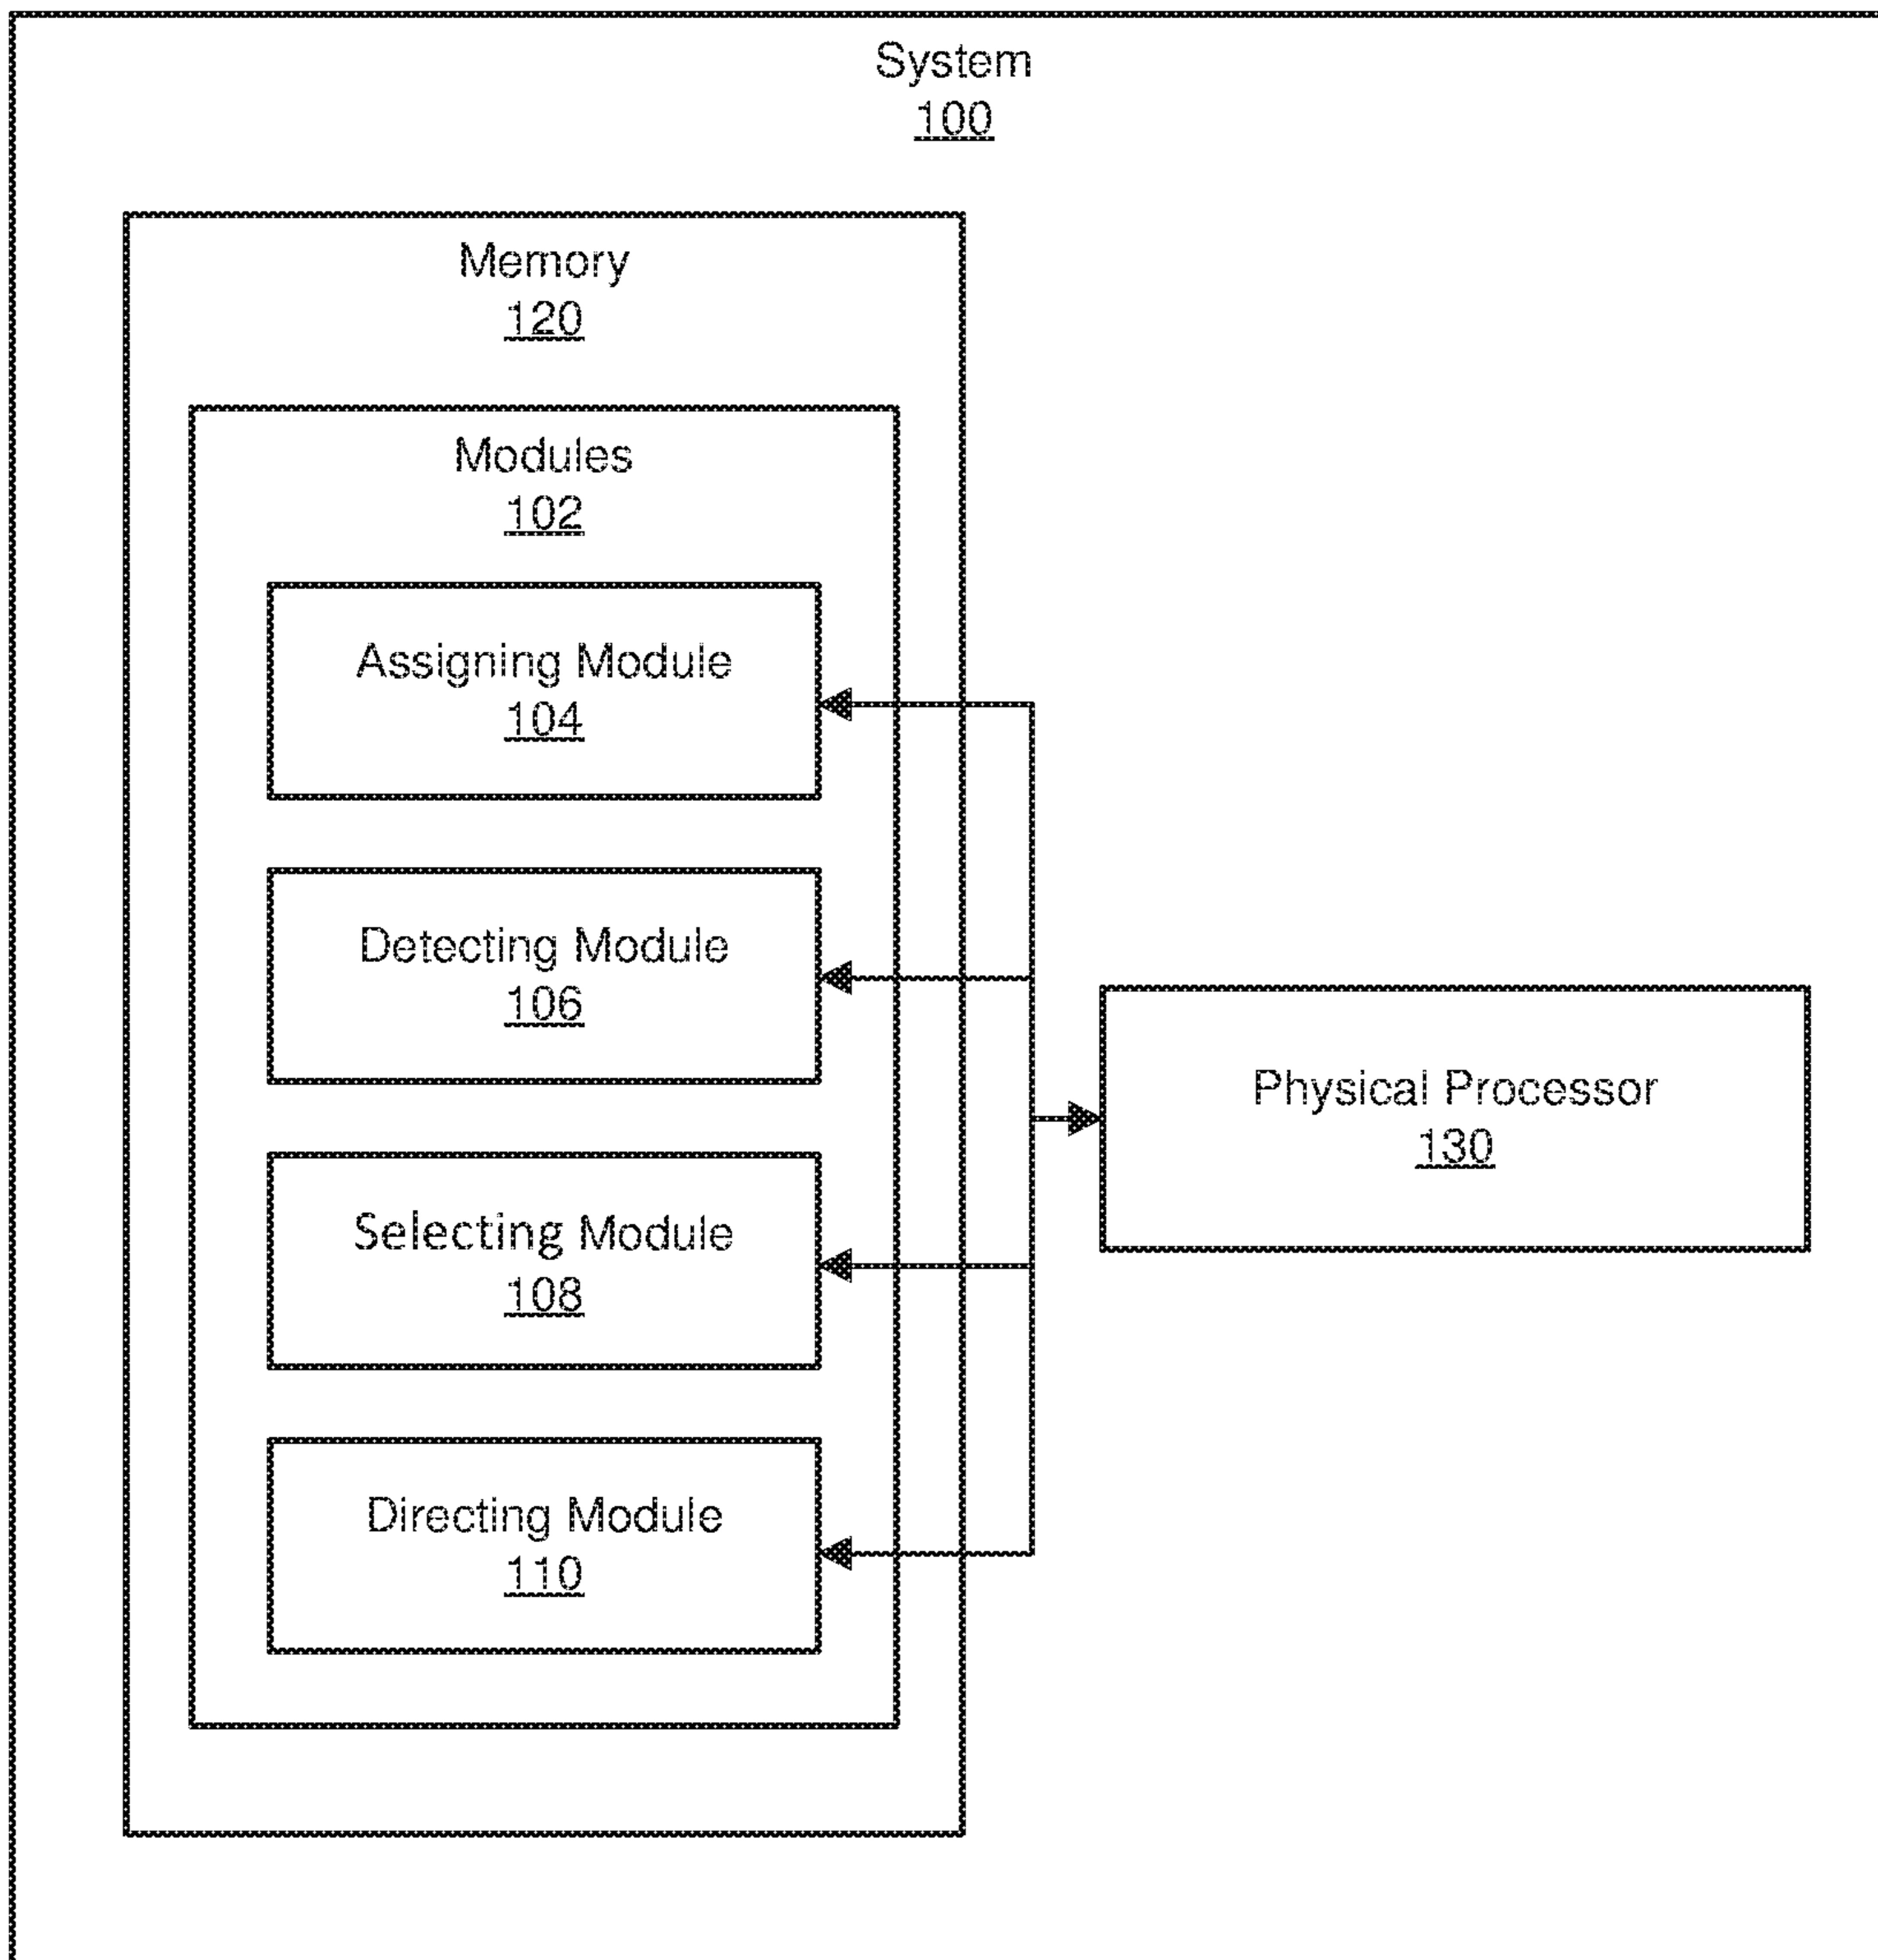 System
100
Memory
120
Modules
102
Assigning Module
104
Detecting Module
106
Selecting Module
108
Directing Module
110
Physical Processor
130